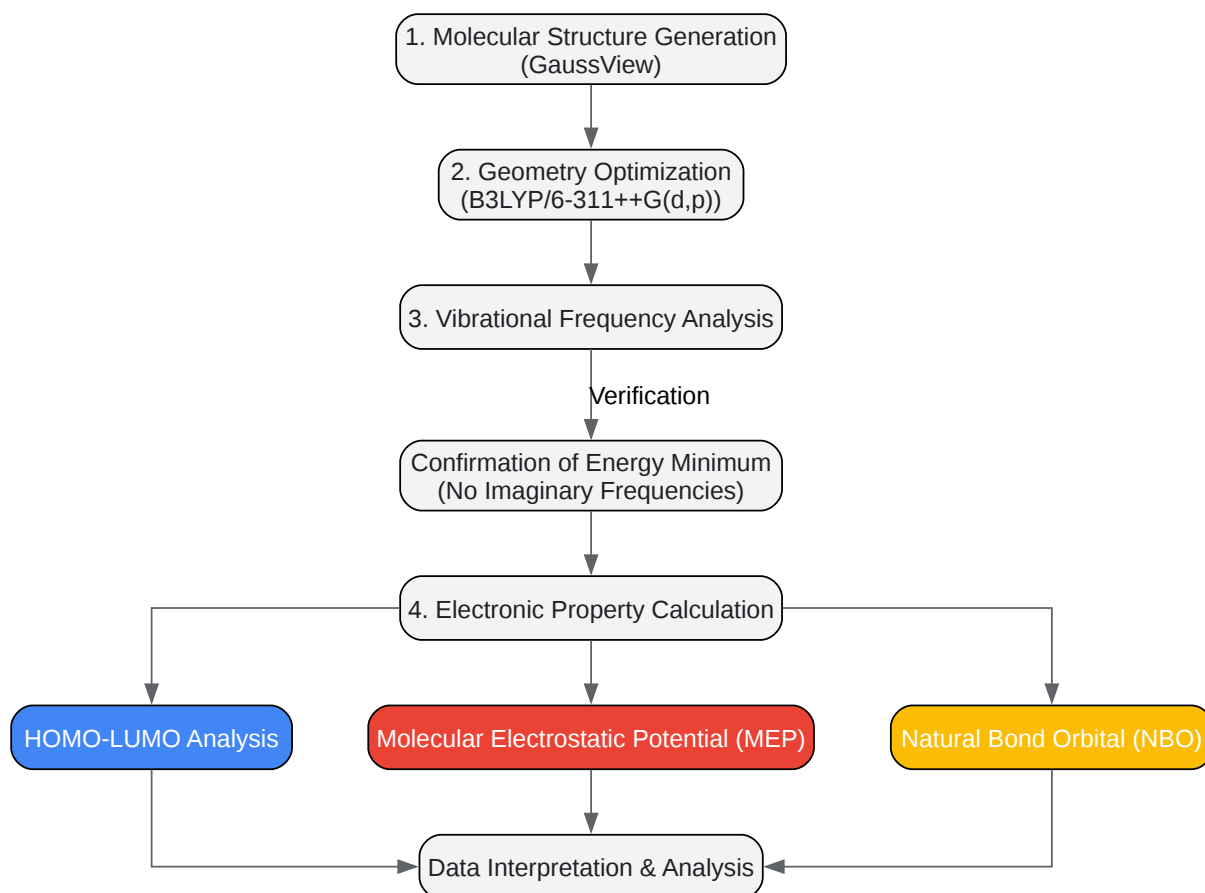 1. Molecular Structure Generation
(GaussView)
2. Geometry Optimization
(B3LYP/6-311++G(d,p))
3. Vibrational Frequency Analysis
Verification
Confirmation of Energy Minimum
(No Imaginary Frequencies)
4. Electronic Property Calculation
HOMO-LUMO Analysis
Molecular Electrostatic Potential (MEP)
Natural Bond Orbital (NBO)
Data Interpretation & Analysis